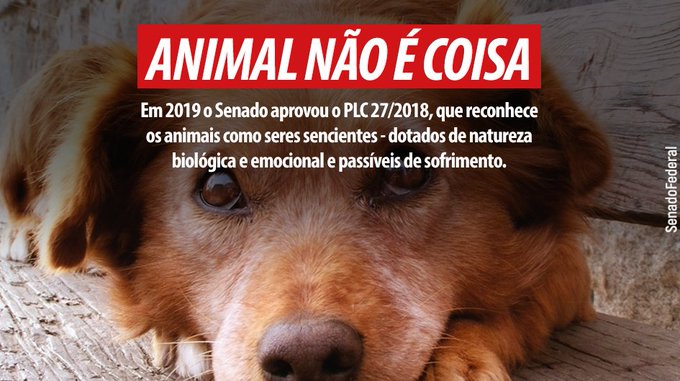 ANIMAL NÃO É COISA
Em 2019 o Senado aprovou o PLC 27/2018, que reconhece
os animais como seres sencientes - dotados de natureza
biológica e emocional e passíveis de sofrimento.
SenadoFederal